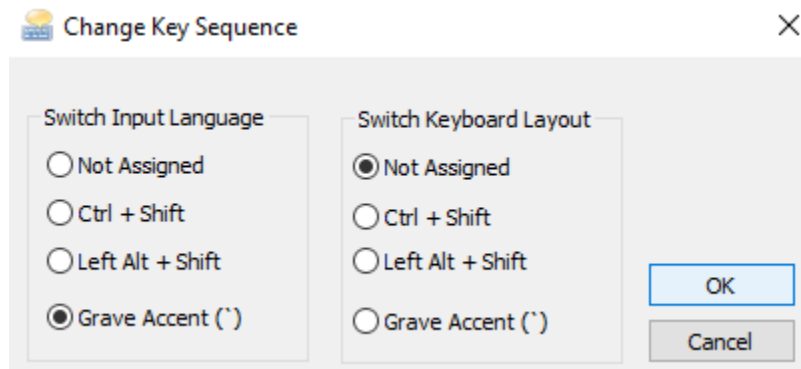 Change Key Sequence
Switch Input Language
Not Assigned
Ctrl + Shift
Left Alt + Shift
Grave Accent (`)
Switch Keyboard Layout
Not Assigned
Ctrl + Shift
Left Alt + Shift
Grave Accent (`)
OK
Cancel